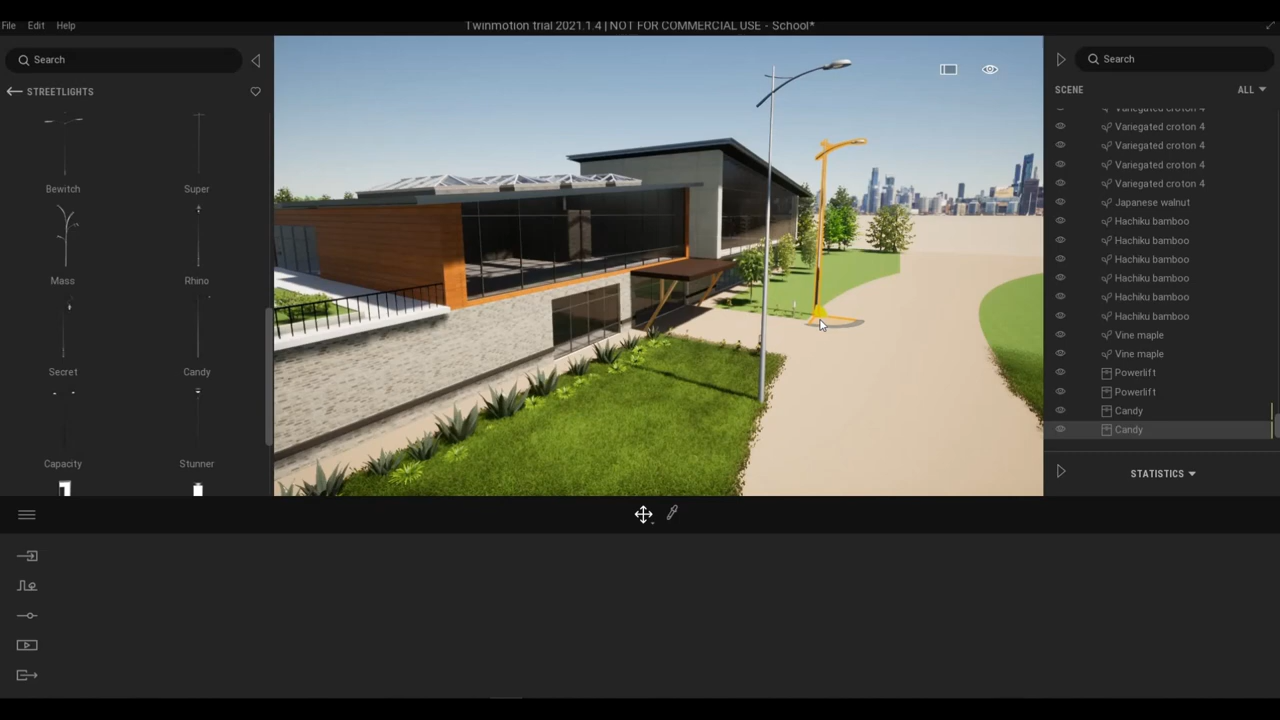 Twinmotion trial 2021.1.4 | NOT FOR COMMERCIAL USE - School*
File Edit Help
Search
STREETLIGHTS
Bewitch Super
Mass Rhino
Secret Candy
Capacity Stunner
Search
SCENE ALL
Variegated croton 4
Variegated croton 4
Variegated croton 4
Variegated croton 4
Variegated croton 4
Japanese walnut
Hachiku bamboo
Hachiku bamboo
Hachiku bamboo
Hachiku bamboo
Hachiku bamboo
Hachiku bamboo
Vine maple
Vine maple
Powerlift
Powerlift
Candy
Candy
STATISTICS